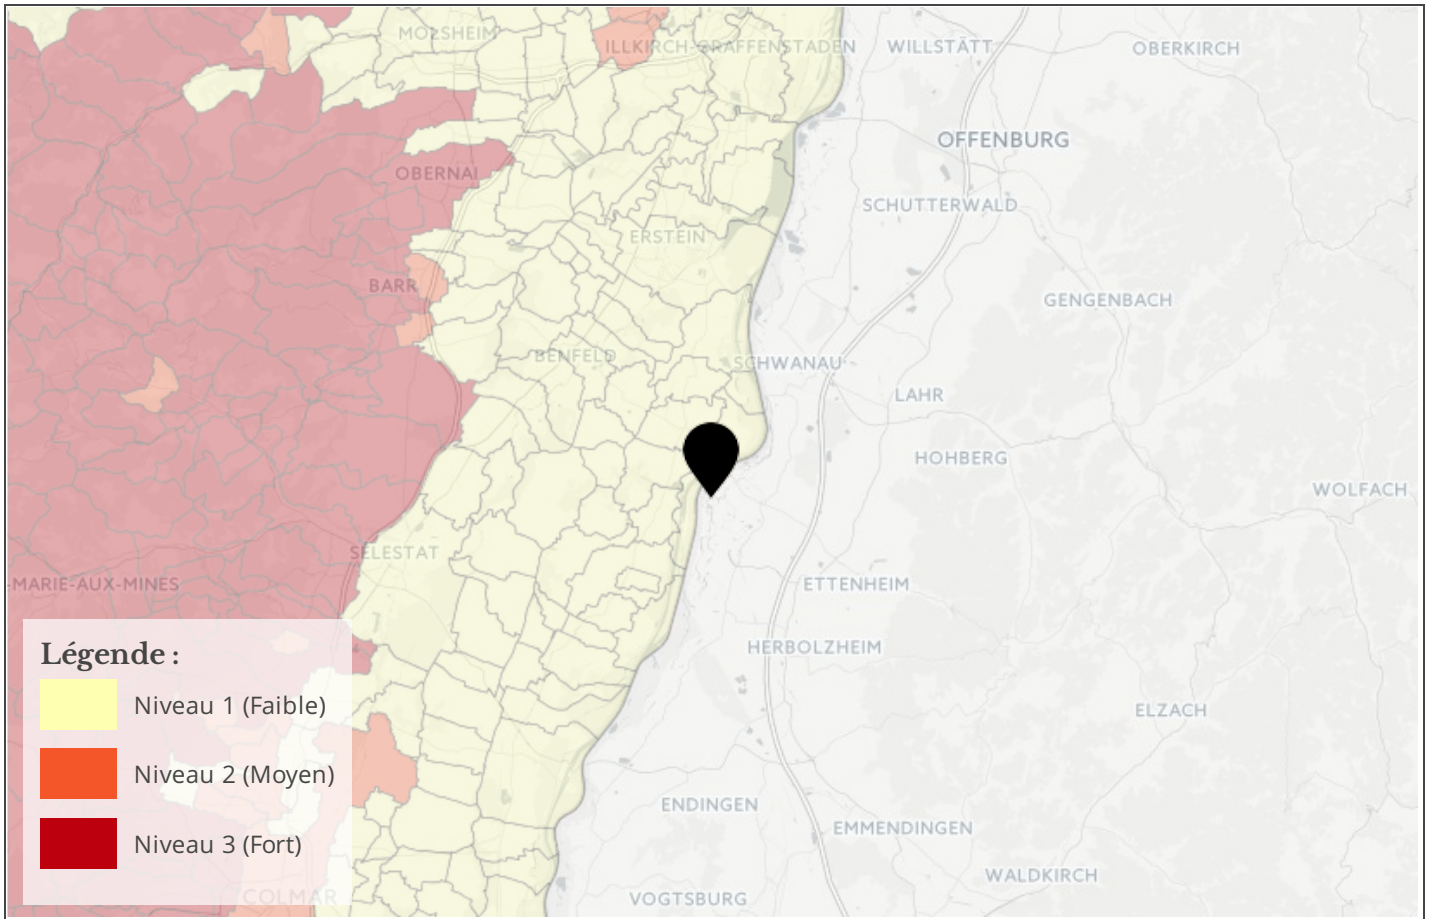 MOLSHEIM
ILLKIRCH-GRAFFENSTADEN
WILLSTÄTT
OBERKIRCH
OFFENBURG
OBERNAI
SCHUTTERWALD
ERSTEIN
BARR
GENGENBACH
BENFELD
SCHWANAU
LAHR
HOHBERG
WOLFACH
SÉLESTAT
-MARIE-AUX-MINES
ETTENHEIM
HERBOLZHEIM
Légende :
Niveau 1 (Faible)
ELZACH
Niveau 2 (Moyen)
ENDINGEN
EMMENDINGEN
Niveau 3 (Fort)
WALDKIRCH
COLMAR
VOGTSBURG